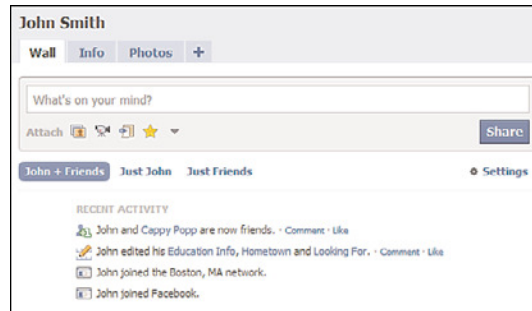 John Smith
Wall Info Photos +
What's on your mind?
Attach Share
John + Friends Just John Just Friends Settings
RECENT ACTIVITY
John and Cappy Popp are now friends. · Comment · Like
John edited his Education Info, Hometown and Looking For. · Comment · Like
John joined the Boston, MA network.
John joined Facebook.